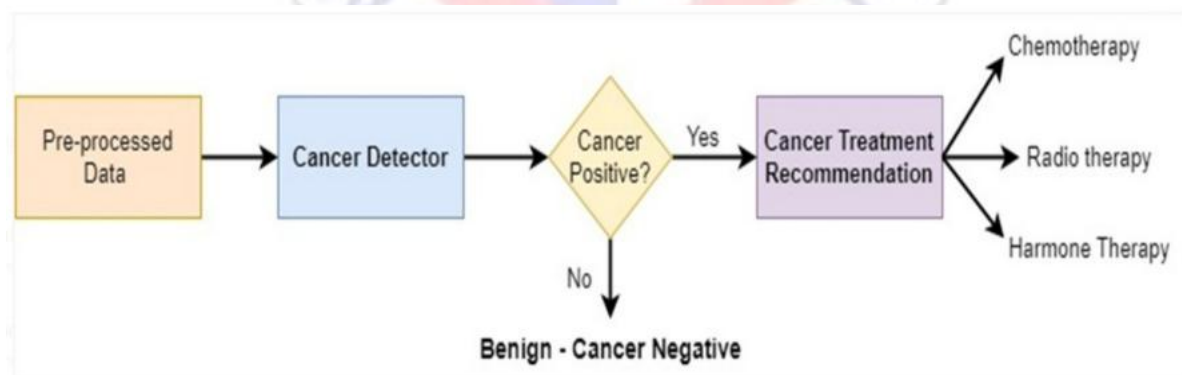 Pre-processed
Data
Cancer Detector
Cancer
Positive?
Yes
No
Benign - Cancer Negative
Cancer Treatment
Recommendation
Chemotherapy
Radio therapy
Harmone Therapy